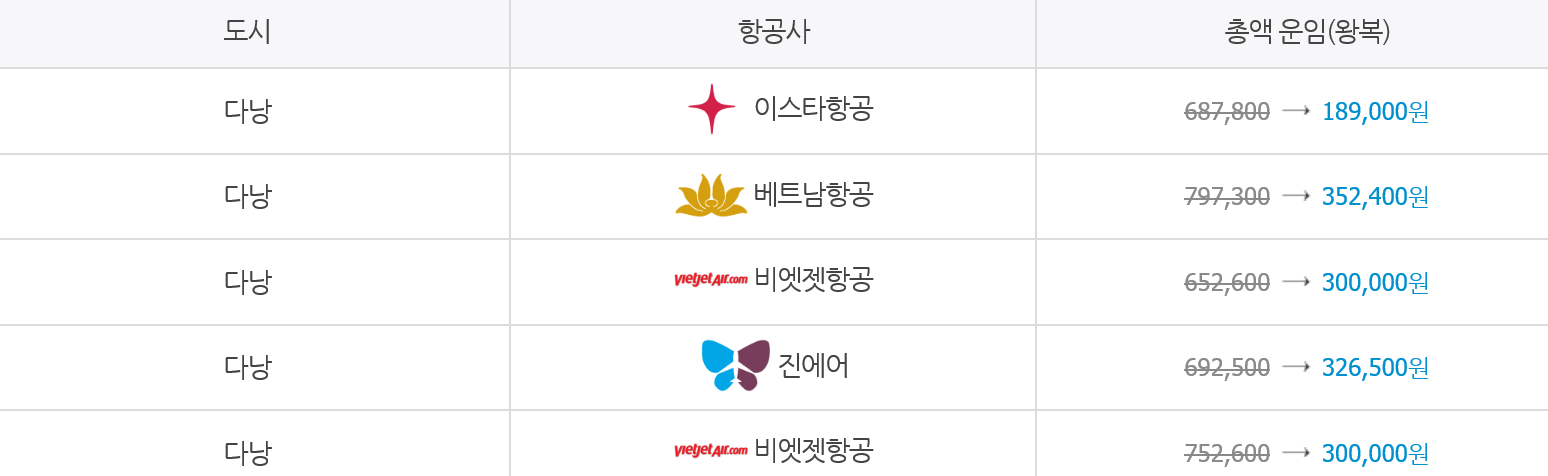 도시 항공사 총액 운임(왕복)
다낭 이스타항공 687,800 → 189,000원
다낭 베트남항공 797,300 → 352,400원
다낭 vietjetAir.com 비엣젯항공 652,600 → 300,000원
다낭 진에어 692,500 → 326,500원
다낭 vietjetAir.com 비엣젯항공 752,600 → 300,000원